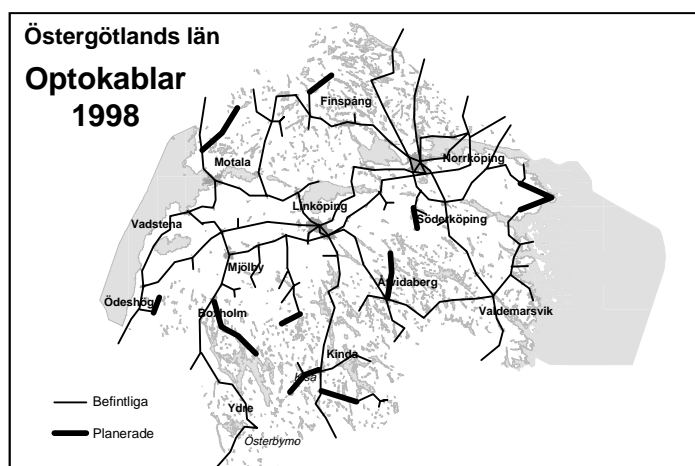 Östergötlands län
Optokablar
1998
Finspång
Norrköping
Motala
Linköping
Söderköping
Vadstena
Mjölby
Åtvidaberg
Ödeshög
Boxholm
Valdemarsvik
Kinda
Kisa
Ydre
Österbymo
Befintliga
Planerade